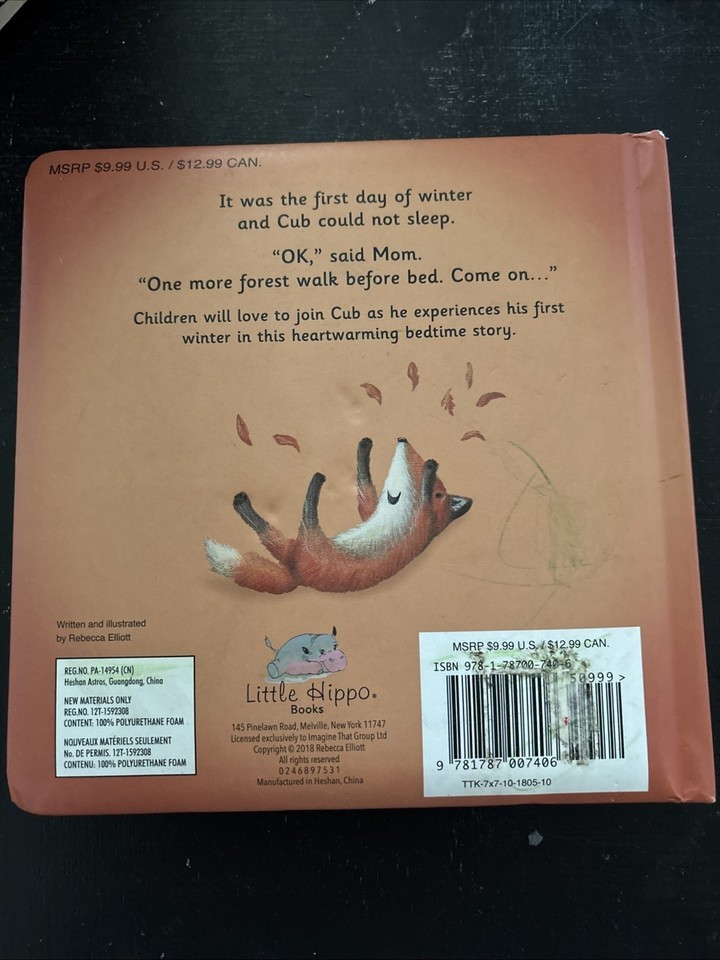 MSRP $9.99 U.S. / $12.99 CAN.
It was the first day of winter
and Cub could not sleep.
“OK,” said Mom.
“One more forest walk before bed. Come on...”
Children will love to join Cub as he experiences his first
winter in this heartwarming bedtime story.
Written and illustrated
by Rebecca Elliott
REG.NO. PA-14954 (CN)
Heshan Astros, Guangdong, China
NEW MATERIALS ONLY
REG.NO. 12T-1592308
CONTENT: 100% POLYURETHANE FOAM
NOUVEAUX MATÉRIELS SEULEMENT
No. DE PERMIS. 12T-1592308
CONTENU: 100% POLYURETHANE FOAM
Little Hippo®
Books
145 Pinelawn Road, Melville, New York 11747
Licensed exclusively to Imagine That Group Ltd
Copyright © 2018 Rebecca Elliott
All rights reserved
0246897531
Manufactured in Heshan, China
MSRP $9.99 U.S. / $12.99 CAN.
ISBN 978-1-78700-740-6
50999 >
9 781787 007406
TTK-7x7-10-1805-10